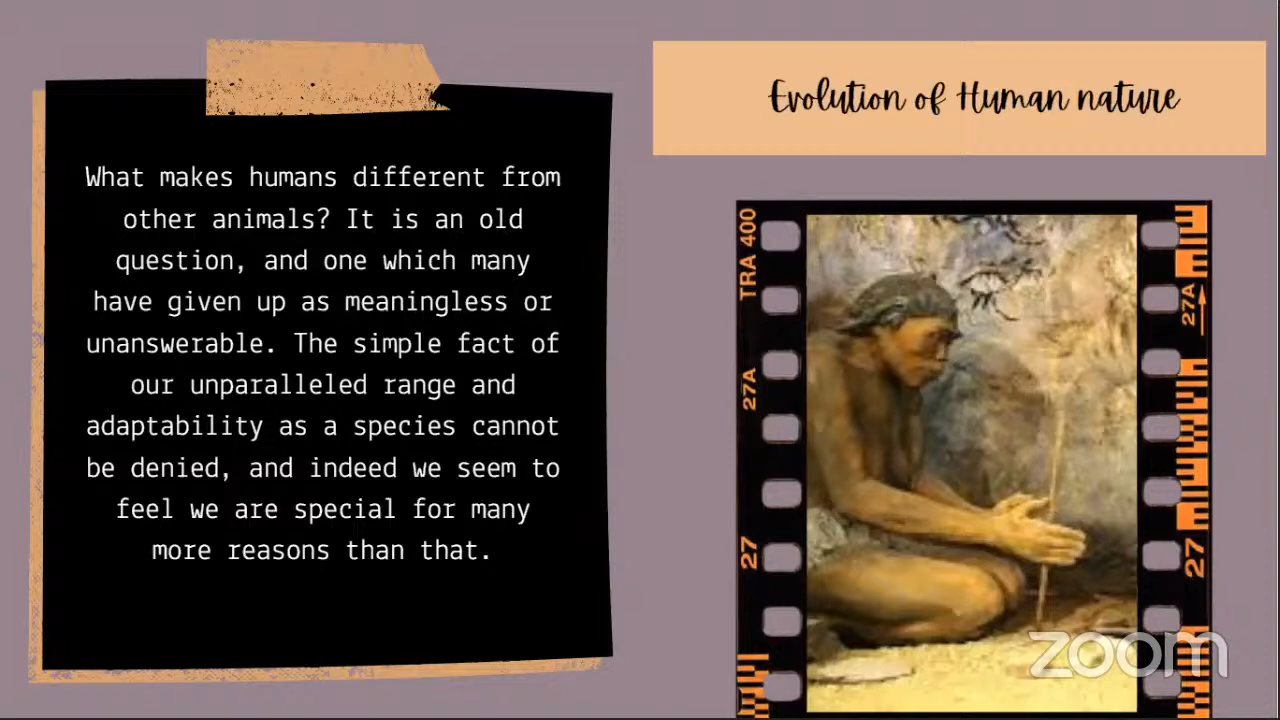 Evolution of Human nature
What makes humans different from
other animals? It is an old
question, and one which many
have given up as meaningless or
unanswerable. The simple fact of
our unparalleled range and
adaptability as a species cannot
be denied, and indeed we seem to
feel we are special for many
more reasons than that.
TRA 400
27A
27
27A
27
zoom